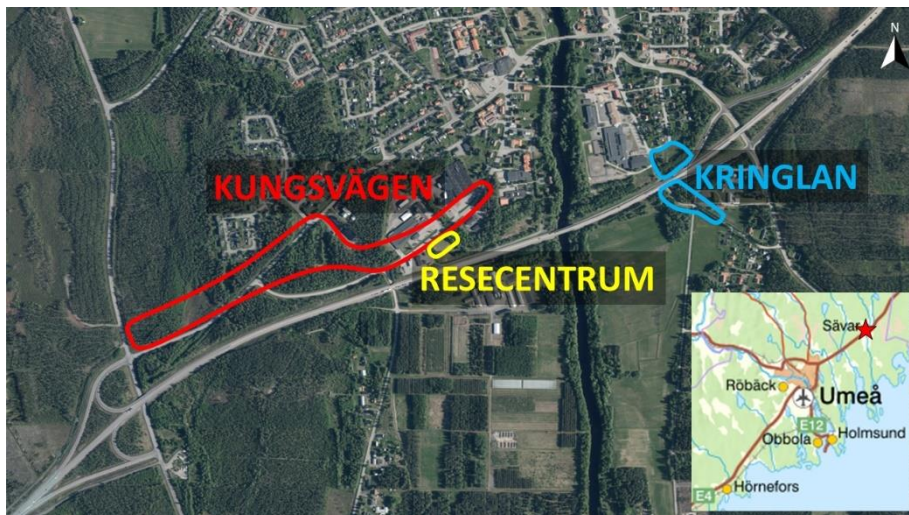 N
KUNGSVÄGEN
KRINGLAN
RESECENTRUM
Sävar
Röbäck
Umeå
E12
Obbola
Holmsund
E4
Hörnefors